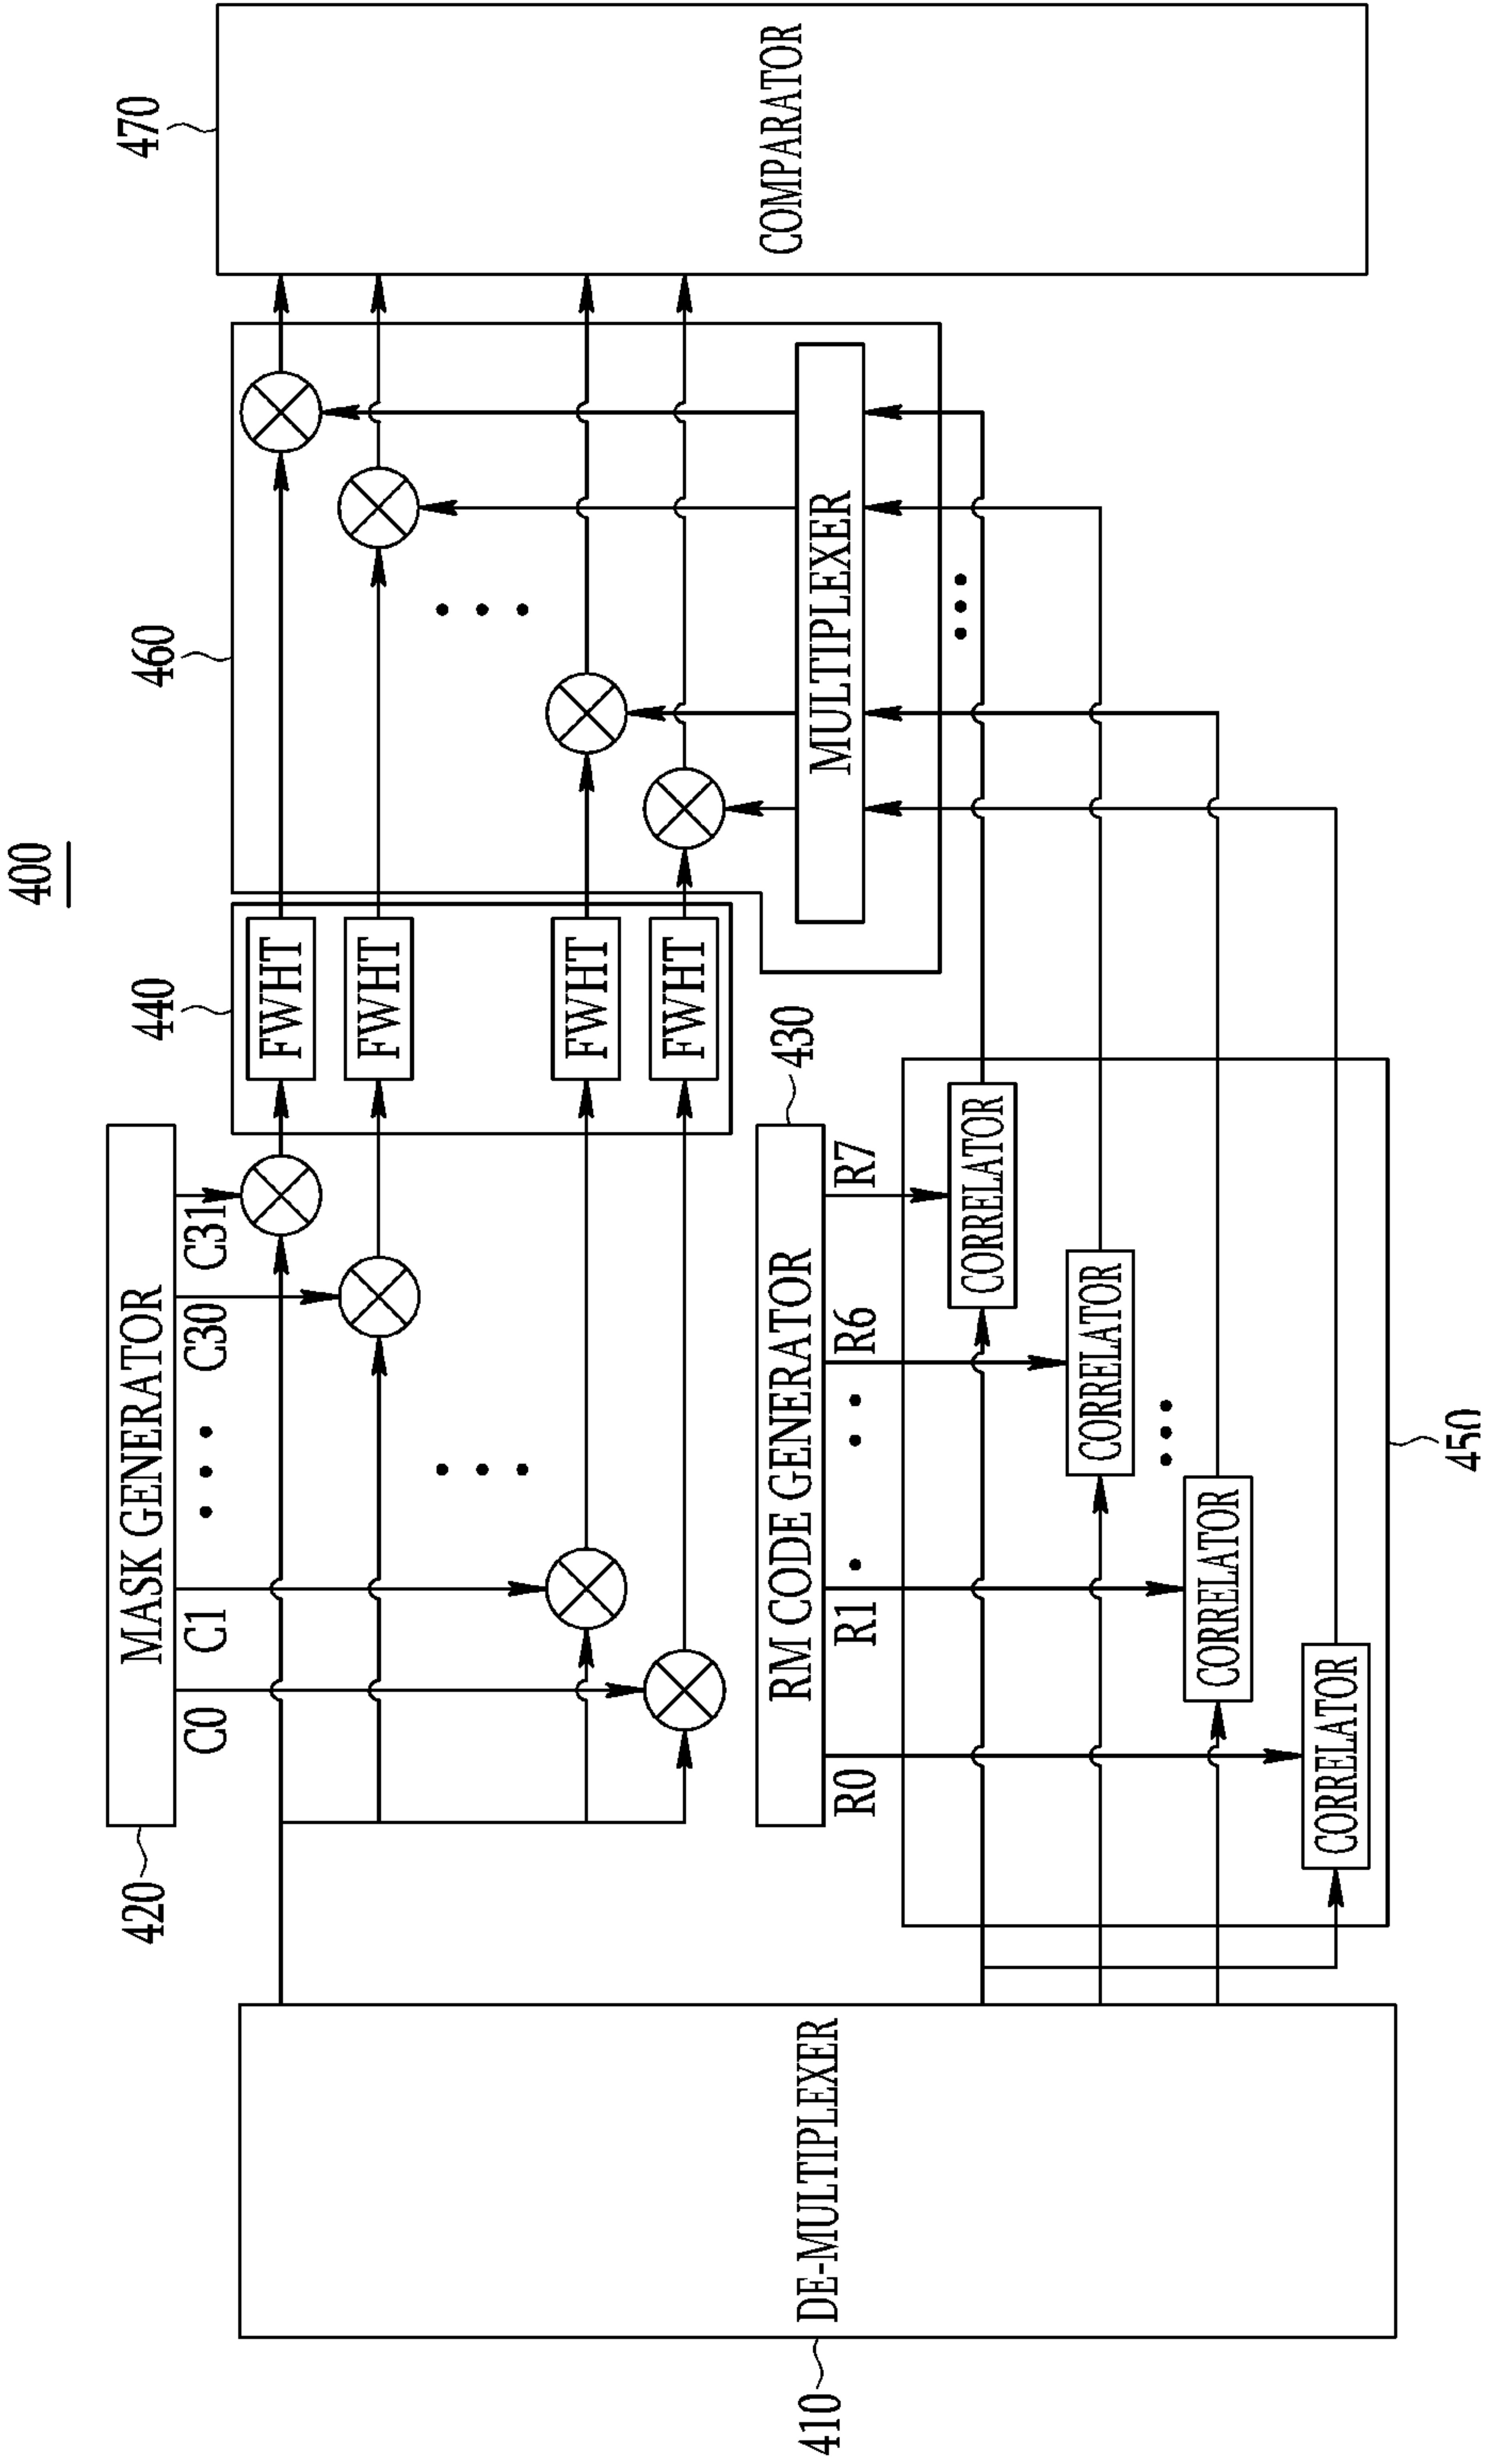 400
410
DE-MULTIPLEXER
420
MASK GENERATOR
C0
C1
C30
C31
440
FWHT
FWHT
FWHT
FWHT
460
MULTIPLEXER
470
COMPARATOR
430
RM CODE GENERATOR
R0
R1
R6
R7
CORRELATOR
CORRELATOR
CORRELATOR
CORRELATOR
450